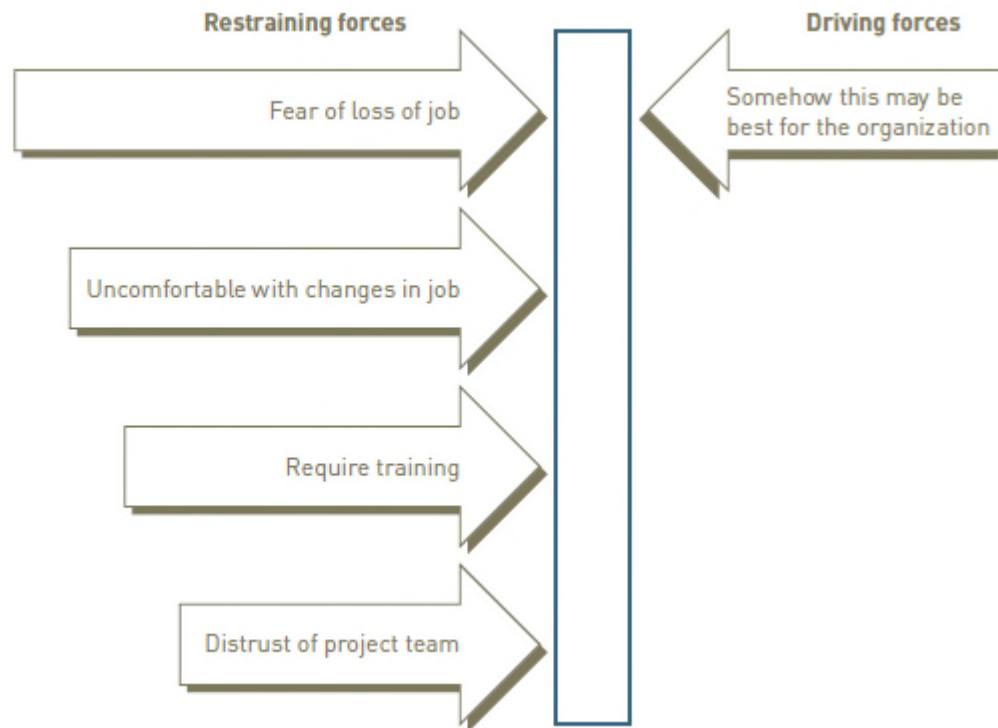 Restraining forces
Driving forces
Fear of loss of job
Somehow this may be
best for the organization
Uncomfortable with changes in job
Require training
Distrust of project team